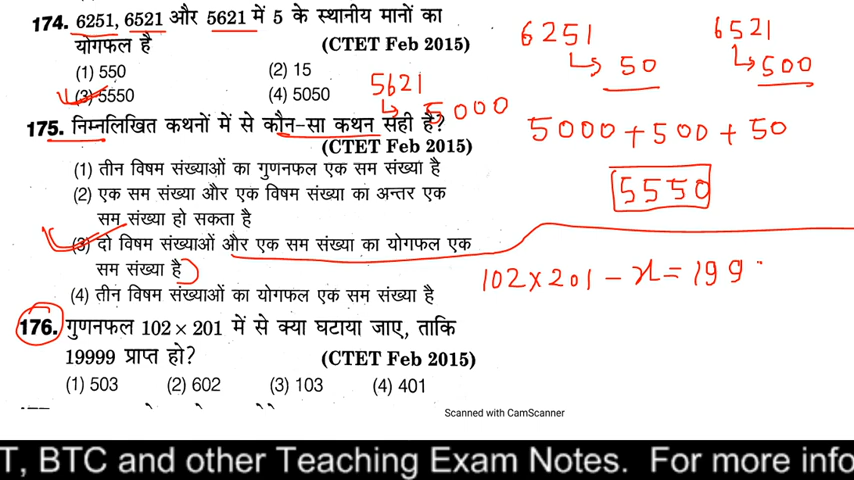 174. 6251, 6521 और 5621 में 5 के स्थानीय मानों का
योगफल है (CTET Feb 2015)
(1) 550 (2) 15
(3) 5550 (4) 5050
175. निम्नलिखित कथनों में से कौन-सा कथन सही है?
(CTET Feb 2015)
(1) तीन विषम संख्याओं का गुणनफल एक सम संख्या है
(2) एक सम संख्या और एक विषम संख्या का अन्तर एक
सम संख्या हो सकता है
(3) दो विषम संख्याओं और एक सम संख्या का योगफल एक
सम संख्या है
(4) तीन विषम संख्याओं का योगफल एक सम संख्या है
176. गुणनफल 102 × 201 में से क्या घटाया जाए, ताकि
19999 प्राप्त हो? (CTET Feb 2015)
(1) 503 (2) 602 (3) 103 (4) 401
6251
50
6521
500
5621
5000
5000 + 500 + 50
5550
102 × 201 - x = 199
Scanned with CamScanner
T, BTC and other Teaching Exam Notes. For more info